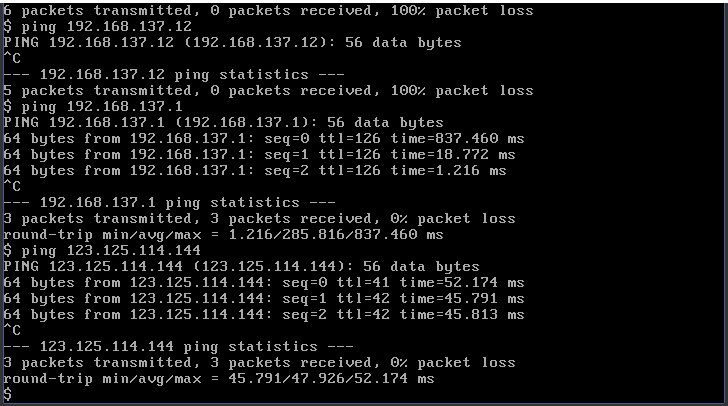 6 packets transmitted, 0 packets received, 100% packet loss
$ ping 192.168.137.12
PING 192.168.137.12 (192.168.137.12): 56 data bytes
^C
--- 192.168.137.12 ping statistics ---
5 packets transmitted, 0 packets received, 100% packet loss
$ ping 192.168.137.1
PING 192.168.137.1 (192.168.137.1): 56 data bytes
64 bytes from 192.168.137.1: seq=0 ttl=126 time=837.460 ms
64 bytes from 192.168.137.1: seq=1 ttl=126 time=18.772 ms
64 bytes from 192.168.137.1: seq=2 ttl=126 time=1.216 ms
^C
--- 192.168.137.1 ping statistics ---
3 packets transmitted, 3 packets received, 0% packet loss
round-trip min/avg/max = 1.216/285.816/837.460 ms
$ ping 123.125.114.144
PING 123.125.114.144 (123.125.114.144): 56 data bytes
64 bytes from 123.125.114.144: seq=0 ttl=41 time=52.174 ms
64 bytes from 123.125.114.144: seq=1 ttl=42 time=45.791 ms
64 bytes from 123.125.114.144: seq=2 ttl=42 time=45.813 ms
^C
--- 123.125.114.144 ping statistics ---
3 packets transmitted, 3 packets received, 0% packet loss
round-trip min/avg/max = 45.791/47.926/52.174 ms
$